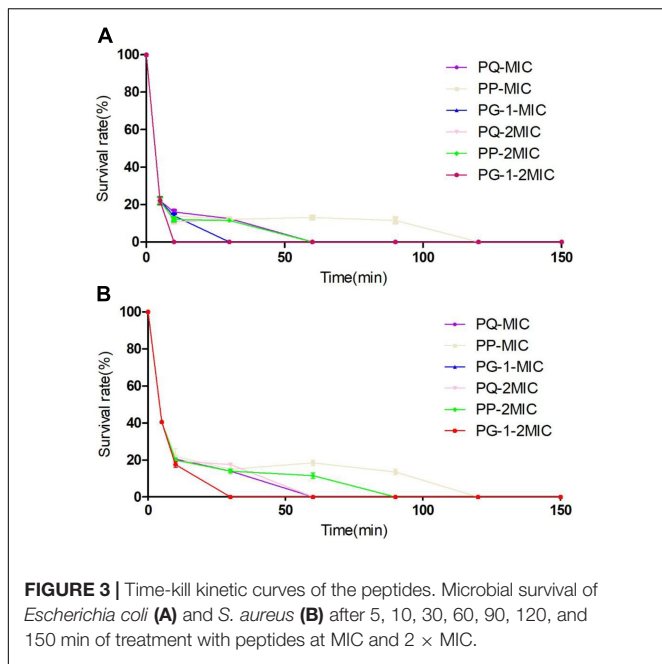 A
Survival rate(%)
100
80
60
40
20
0
0 50 100 150
Time(min)
PQ-MIC
PP-MIC
PG-1-MIC
PQ-2MIC
PP-2MIC
PG-1-2MIC
B
Survival rate(%)
100
80
60
40
20
0
0 50 100 150
Time(min)
PQ-MIC
PP-MIC
PG-1-MIC
PQ-2MIC
PP-2MIC
PG-1-2MIC
FIGURE 3 | Time-kill kinetic curves of the peptides. Microbial survival of
Escherichia coli (A) and S. aureus (B) after 5, 10, 30, 60, 90, 120, and
150 min of treatment with peptides at MIC and 2 × MIC.